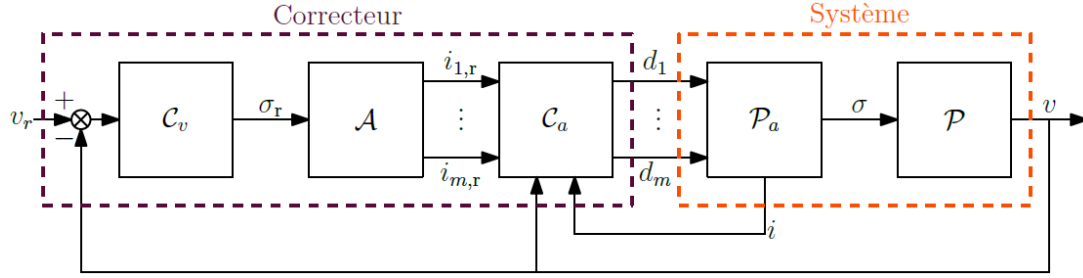 Correcteur
Système
v_r
+
−
𝒞_v
σ_r
𝒜
i_{1,r}
⋮
i_{m,r}
𝒞_a
d_1
⋮
d_m
𝒫_a
σ
𝒫
v
i